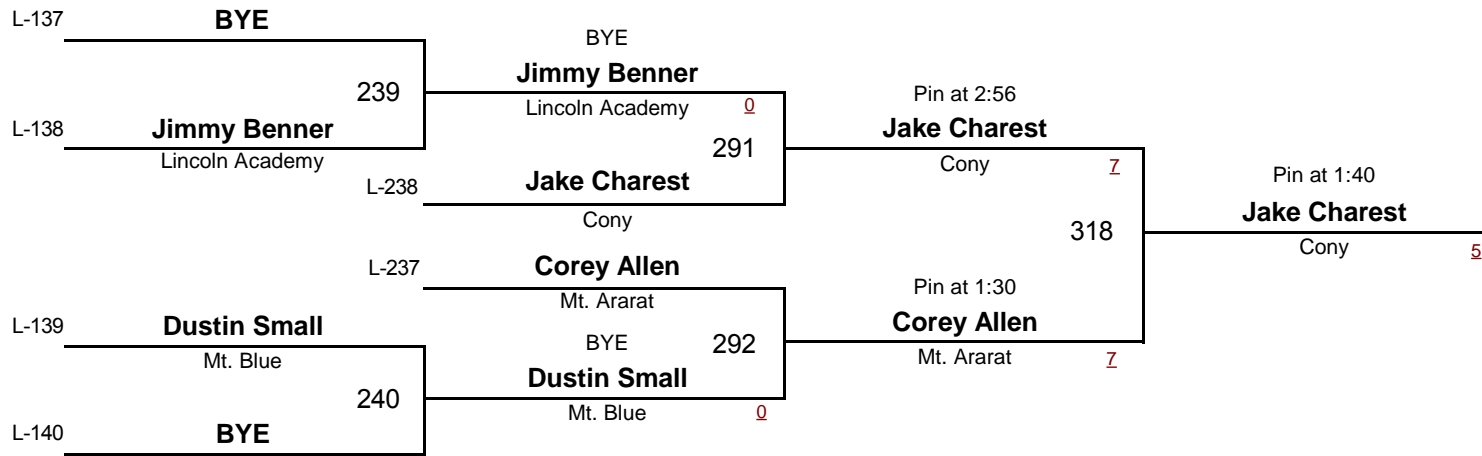 L-137
BYE
239
L-138
Jimmy Benner
Lincoln Academy
BYE
Jimmy Benner
Lincoln Academy
0
291
L-238
Jake Charest
Cony
Pin at 2:56
Jake Charest
Cony
7
318
Pin at 1:40
Jake Charest
Cony
5
L-237
Corey Allen
Mt. Ararat
292
Pin at 1:30
Corey Allen
Mt. Ararat
7
L-139
Dustin Small
Mt. Blue
240
BYE
Dustin Small
Mt. Blue
0
L-140
BYE